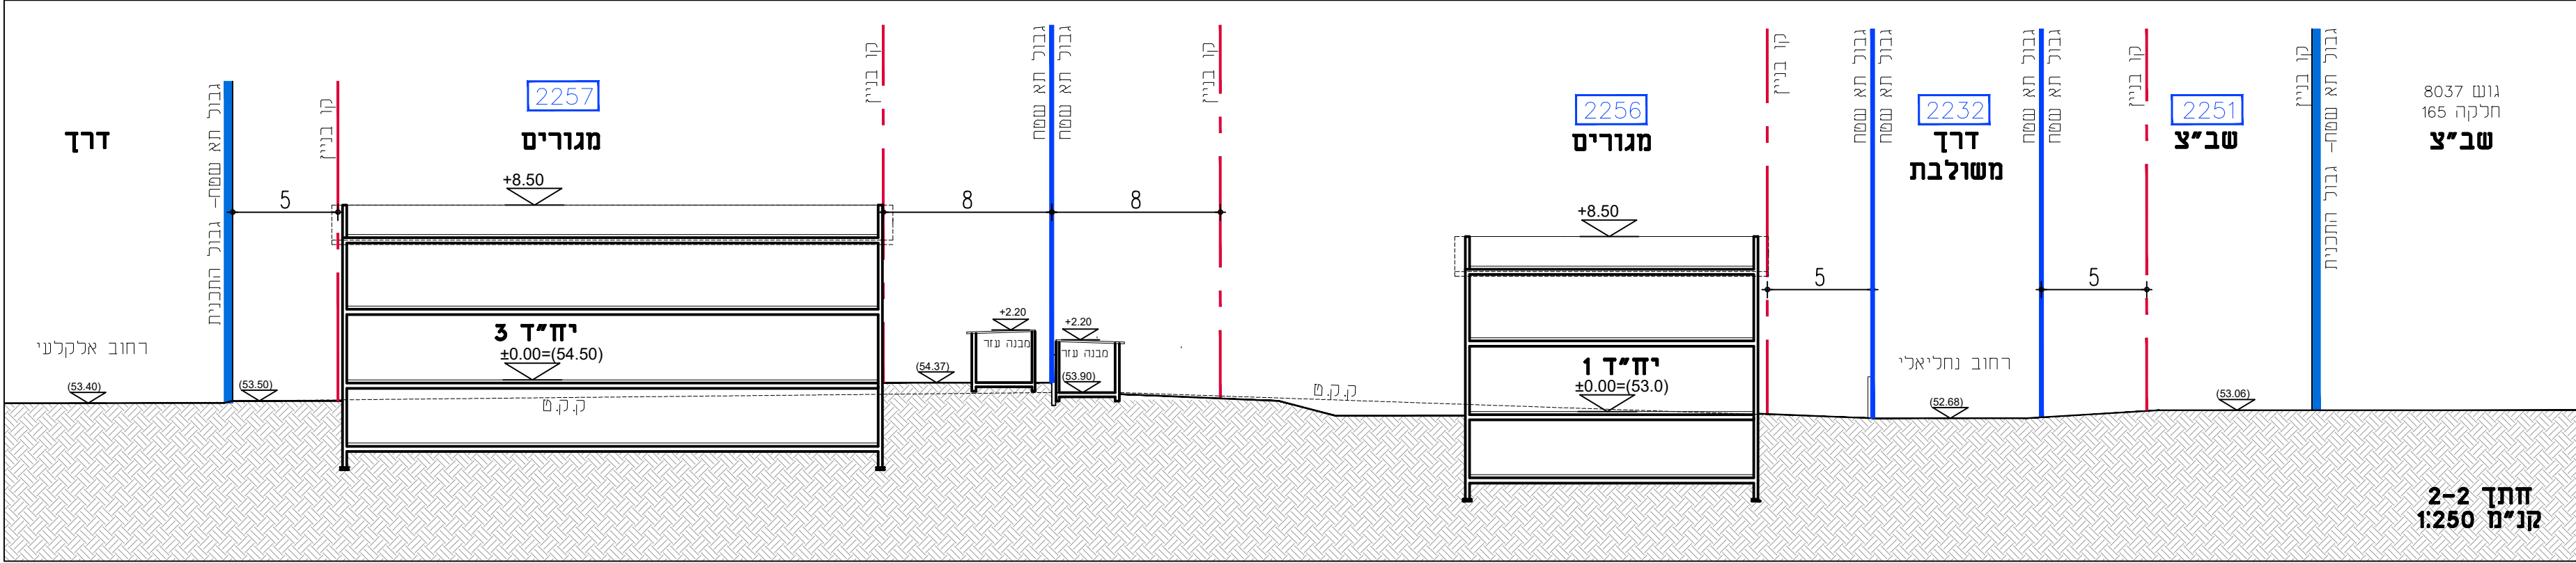 דרך
גבול תא שטח- גבול התכנית
קו בניין
2257
מגורים
קו בניין
גבול תא שטח
גבול תא שטח
קו בניין
2256
מגורים
קו בניין
גבול תא שטח
גבול תא שטח
2232
דרך
משולבת
גבול תא שטח
גבול תא שטח
קו בניין
2251
שב"צ
קו בניין
גבול תא שטח- גבול התכנית
גוש 8037
חלקה 165
שב"צ
5
+8.50
8
8
+8.50
5
5
3 יח"ד
±0.00=(54.50)
+2.20
מבנה עזר
+2.20
מבנה עזר
1 יח"ד
±0.00=(53.0)
רחוב אלקלעי
רחוב נחליאלי
(53.40)
(53.50)
ק.ק.ט
(54.37)
(53.90)
ק.ק.ט
(52.68)
(53.06)
חתך 2-2
קנ"מ 1:250